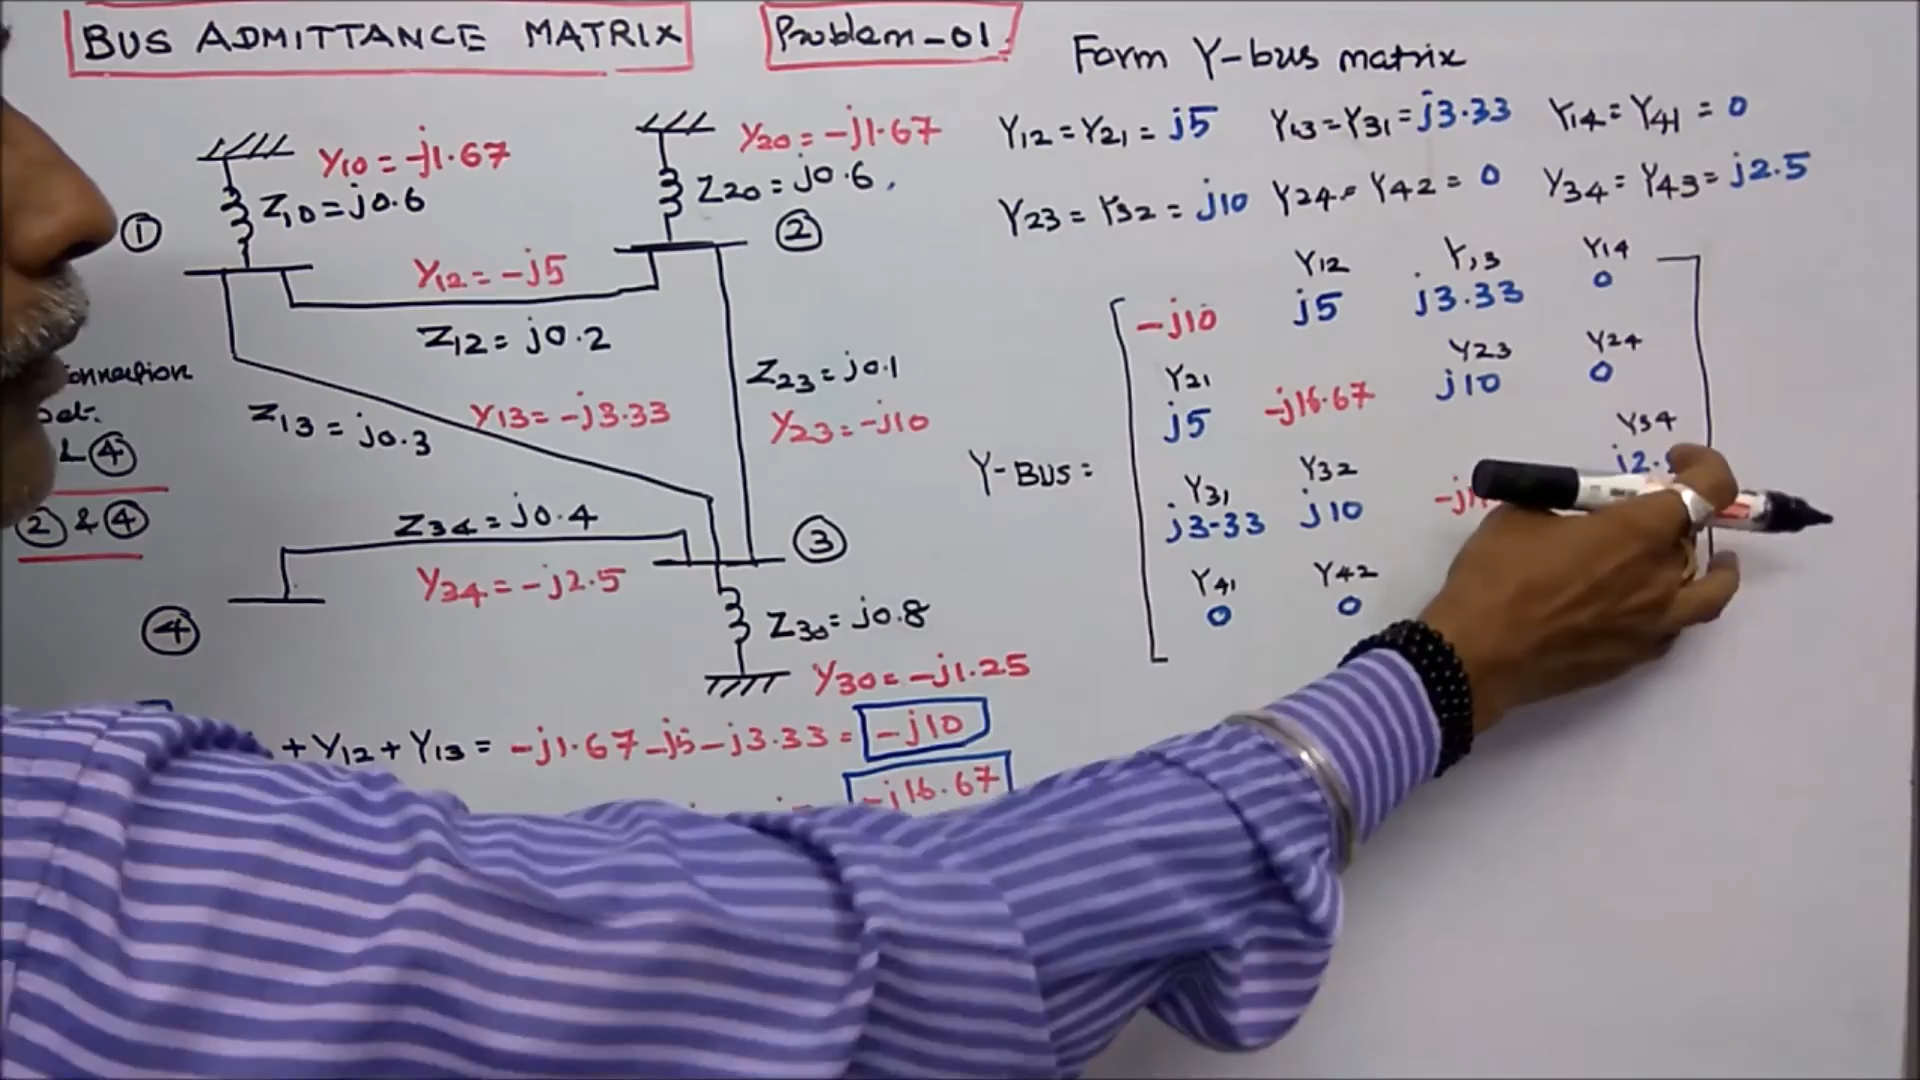 BUS ADMITTANCE MATRIX
Problem-01
Form Y-bus matrix
Y10 = -j1.67
Z10 = j0.6
Y20 = -j1.67
Z20 = j0.6
1
2
Y12 = -j5
Z12 = j0.2
Z13 = j0.3
Y13 = -j3.33
Z23 = j0.1
Y23 = -j10
& 4
2 & 4
Z34 = j0.4
Y34 = -j2.5
3
4
Z30 = j0.8
Y30 = -j1.25
+ Y12 + Y13 = -j1.67 -j5 -j3.33 = -j10
-j16.67
Y12 = Y21 = j5 Y13 = Y31 = j3.33 Y14 = Y41 = 0
Y23 = Y32 = j10 Y24 = Y42 = 0 Y34 = Y43 = j2.5
Y-BUS =
Y12 Y13 Y14
-j10 j5 j3.33 0
Y21 Y23 Y24
j5 -j16.67 j10 0
Y31 Y32 Y34
j3.33 j10
Y41 Y42
0 0